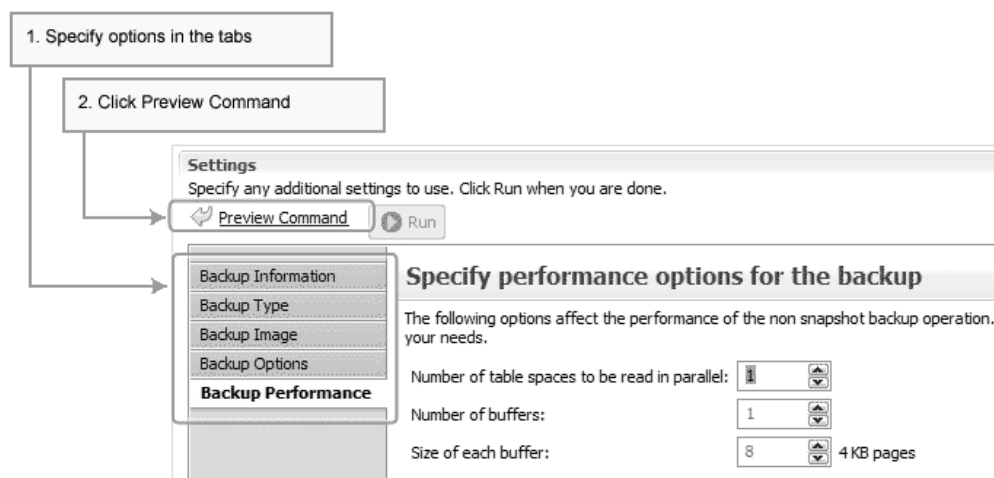 1. Specify options in the tabs
2. Click Preview Command
Settings
Specify any additional settings to use. Click Run when you are done.
Preview Command
Run
Backup Information
Backup Type
Backup Image
Backup Options
Backup Performance
Specify performance options for the backup
The following options affect the performance of the non snapshot backup operation.
your needs.
Number of table spaces to be read in parallel: 1
Number of buffers: 1
Size of each buffer: 8 4 KB pages